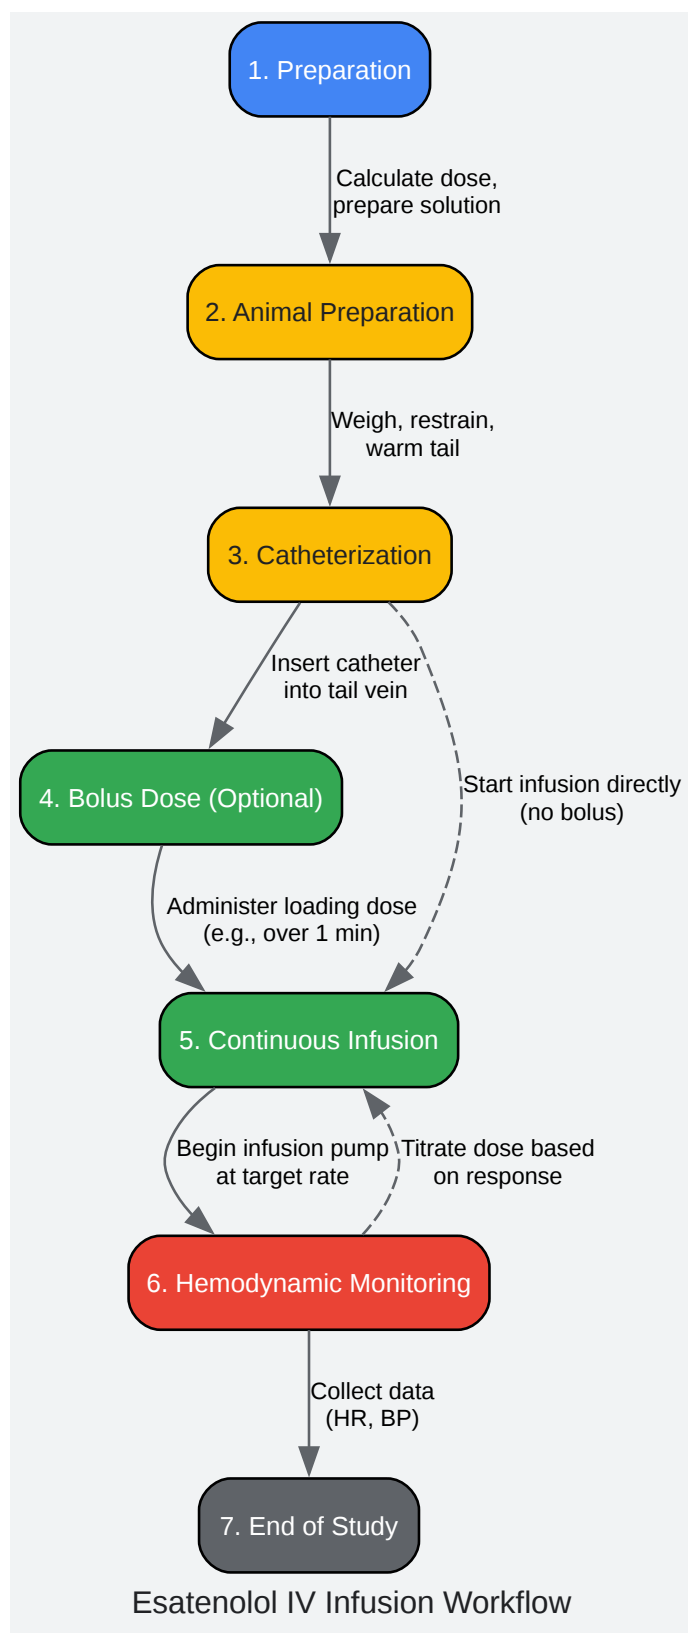 1. Preparation
Calculate dose,
prepare solution
2. Animal Preparation
Weigh, restrain,
warm tail
3. Catheterization
Insert catheter
into tail vein
4. Bolus Dose (Optional)
Start infusion directly
(no bolus)
Administer loading dose
(e.g., over 1 min)
5. Continuous Infusion
Begin infusion pump
at target rate
Titrate dose based
on response
6. Hemodynamic Monitoring
Collect data
(HR, BP)
7. End of Study
Esatenolol IV Infusion Workflow